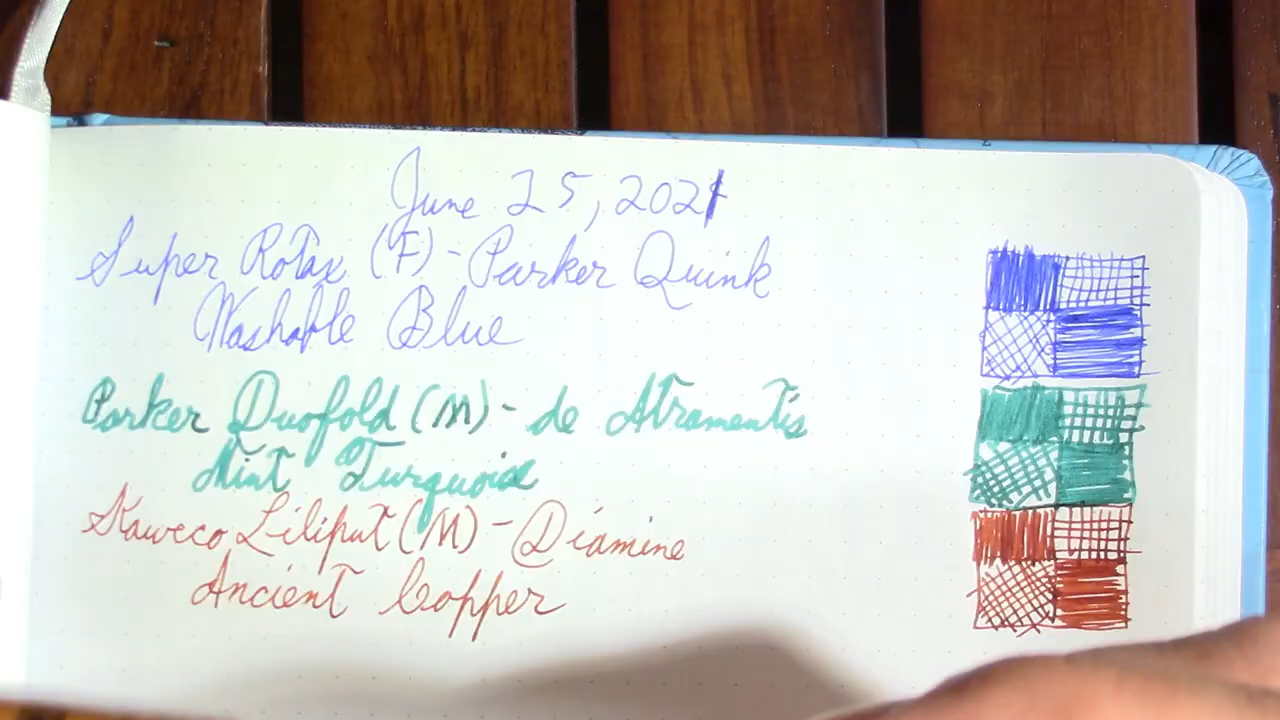 June 25, 2021
Super Rotax (F) - Parker Quink
Washable Blue
Parker Duofold (M) - de Atramentis
Mint Turquoise
Kaweco Liliput (M) - Diamine
Ancient Copper